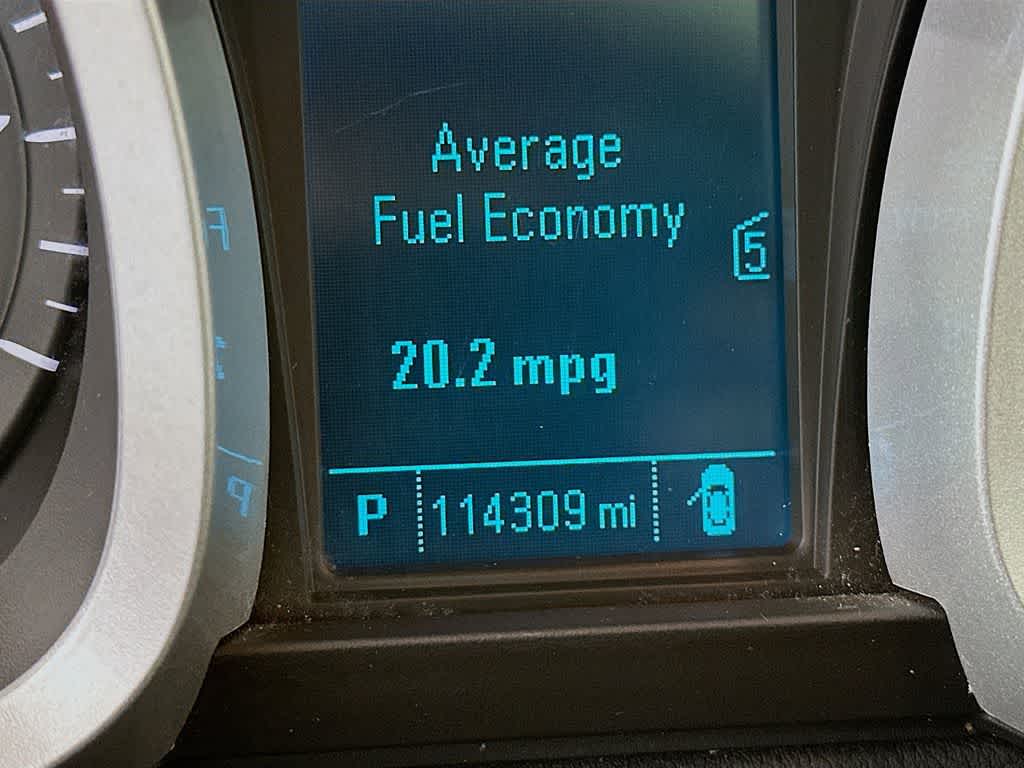 Average
Fuel Economy
5
20.2 mpg
P 114309 mi